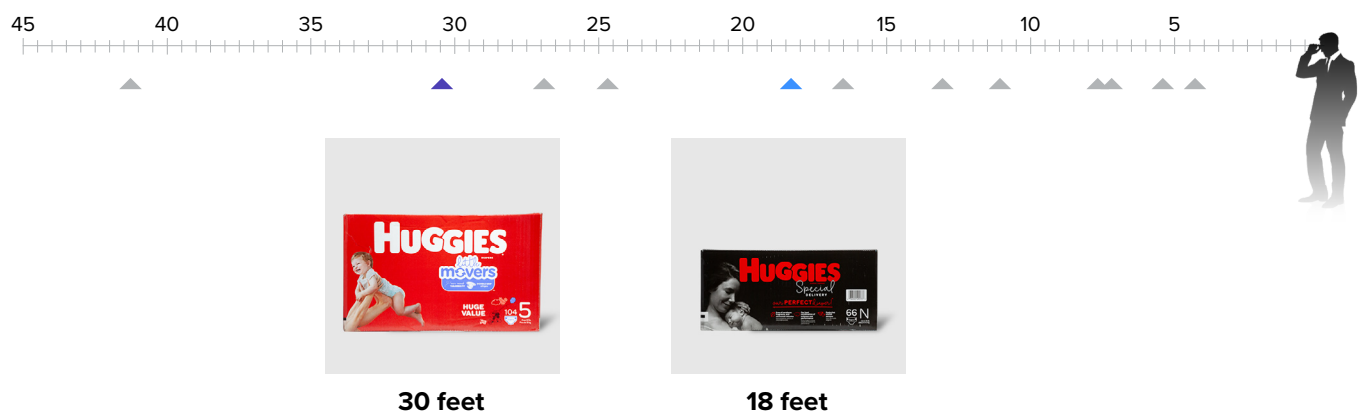 45 40 35 30 25 20 15 10 5
HUGGIES
little
movers
HUGE
VALUE
104 5
HUGGIES
Special
DELIVERY
PERFECT
66 N
30 feet
18 feet